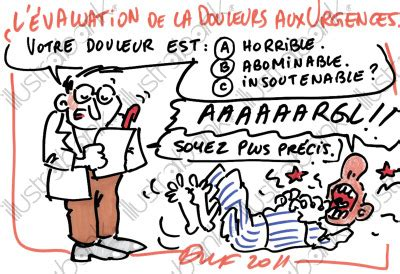 L'ÉVALUATION DE LA DOULEURS AUX URGENCES.
VOTRE DOULEUR EST : A HORRIBLE.
B ABOMINABLE.
C INSOUTENABLE ?
AAAAAARGL!!
SOYEZ PLUS PRÉCIS.
2011